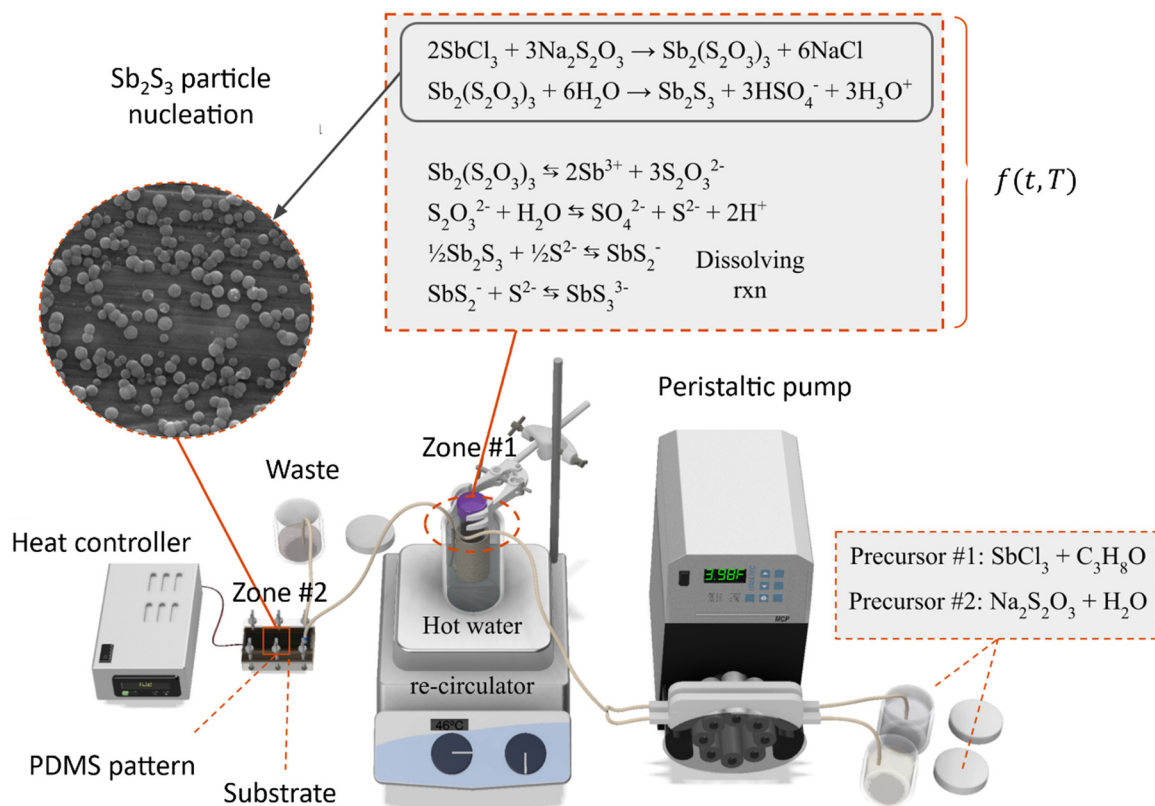 2SbCl₃ + 3Na₂S₂O₃ → Sb₂(S₂O₃)₃ + 6NaCl
Sb₂(S₂O₃)₃ + 6H₂O → Sb₂S₃ + 3HSO₄⁻ + 3H₃O⁺
Sb₂S₃ particle
nucleation
Sb₂(S₂O₃)₃ ⇆ 2Sb³⁺ + 3S₂O₃²⁻
S₂O₃²⁻ + H₂O ⇆ SO₄²⁻ + S²⁻ + 2H⁺
½Sb₂S₃ + ½S²⁻ ⇆ SbS₂⁻
SbS₂⁻ + S²⁻ ⇆ SbS₃³⁻
Dissolving
rxn
f(t, T)
Peristaltic pump
Zone #1
Waste
Heat controller
Zone #2
Hot water
re-circulator
46°C
3.98F
MCP
Precursor #1: SbCl₃ + C₃H₈O
Precursor #2: Na₂S₂O₃ + H₂O
PDMS pattern
Substrate